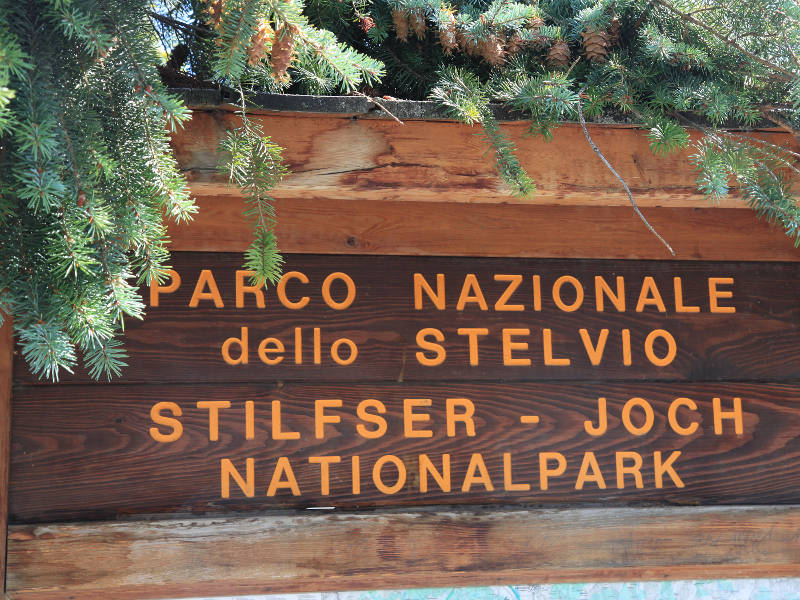 PARCO NAZIONALE
dello STELVIO
STILFSER - JOCH
NATIONALPARK